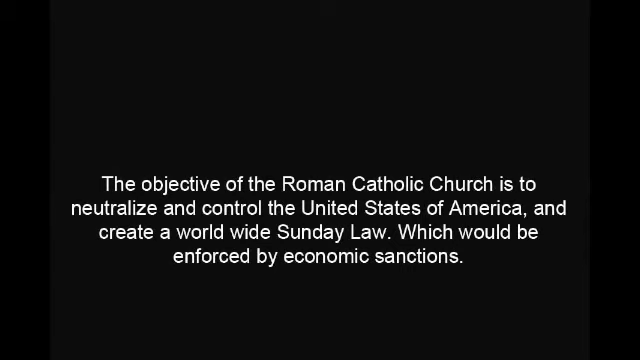 The objective of the Roman Catholic Church is to
neutralize and control the United States of America, and
create a world wide Sunday Law. Which would be
enforced by economic sanctions.